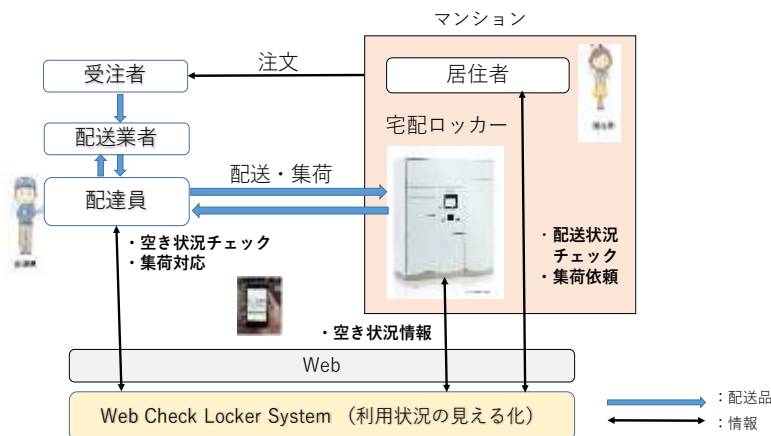 マンション
受注者
注文
居住者
配送業者
宅配ロッカー
配達員
配送・集荷
・空き状況チェック
・集荷対応
・配送状況
チェック
・集荷依頼
・空き状況情報
Web
Web Check Locker System （利用状況の見える化）
：配送品
：情報